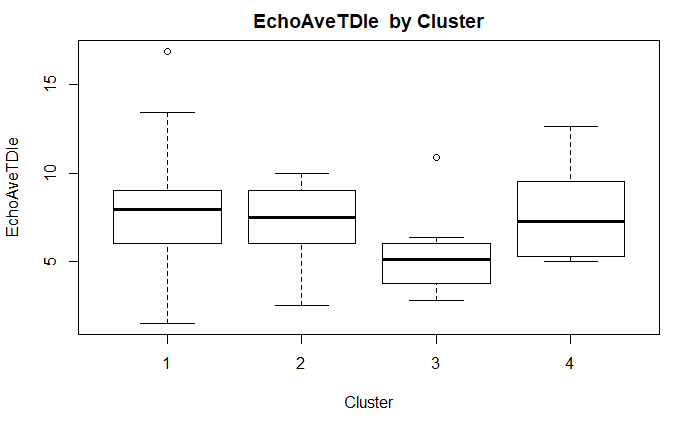 EchoAveTDIe by Cluster
EchoAveTDIe
15
10
5
1 2 3 4
Cluster